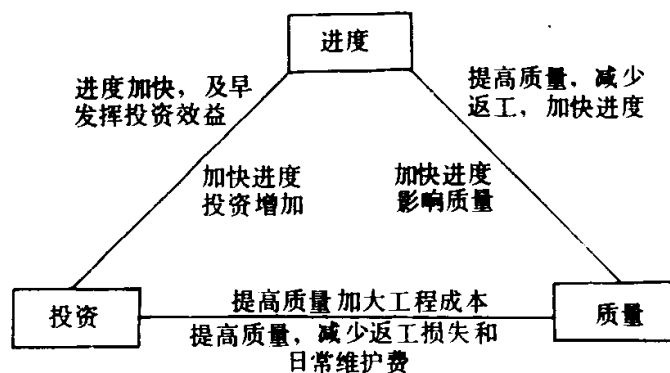 进度
进度加快，及早
发挥投资效益
提高质量，减少
返工，加快进度
加快进度
投资增加
加快进度
影响质量
投资
提高质量加大工程成本
提高质量，减少返工损失和
日常维护费
质量